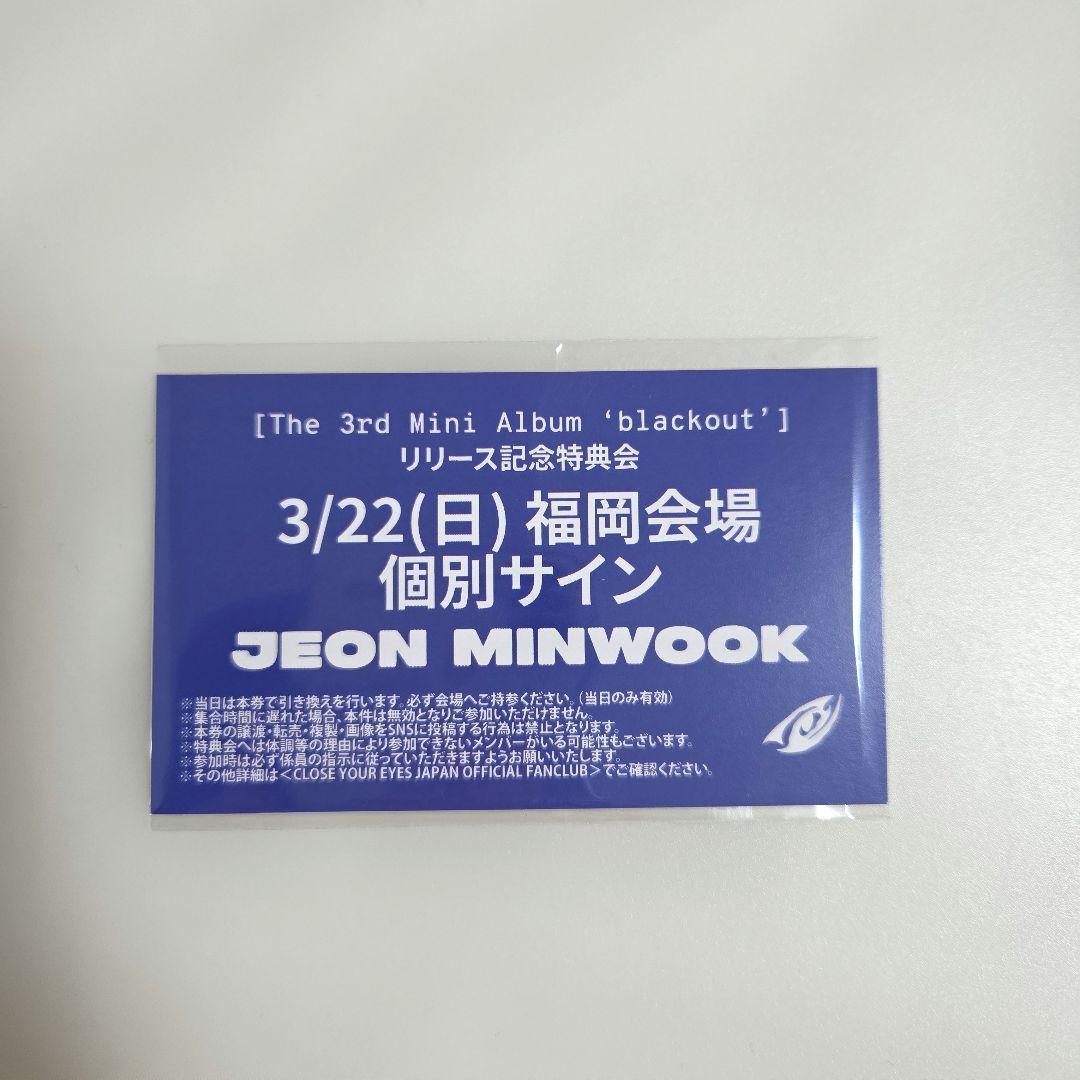 [The 3rd Mini Album ‘blackout’]
リリース記念特典会
3/22(日) 福岡会場
個別サイン
JEON MINWOOK
※当日は本券で引き換えを行います。必ず会場へご持参ください。(当日のみ有効)
※集合時間に遅れた場合、本件は無効となりご参加いただけません。
※本券の譲渡・転売・複製・画像をSNSに投稿する行為は禁止となります。
※特典会へは体調等の理由により参加できないメンバーがいる可能性もございます。
※参加時は必ず係員の指示に従っていただきますようお願いいたします。
※その他詳細は<CLOSE YOUR EYES JAPAN OFFICIAL FANCLUB>でご確認ください。